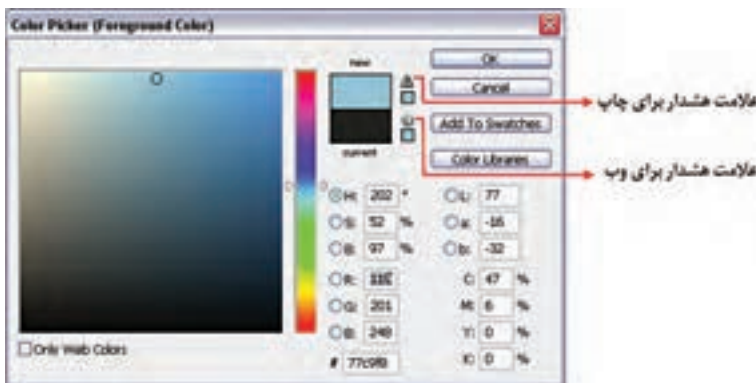 Color Picker (Foreground Color)
new
current
OK
Cancel
Add To Swatches
Color Libraries
علامت هشدار برای چاپ
علامت هشدار برای وب
H: 202 °
S: 52 %
B: 97 %
R:
G: 201
B: 248
# 77c9f8
L: 77
a: -16
b: -32
C: 47 %
M: 6 %
Y: 0 %
K: 0 %
Only Web Colors